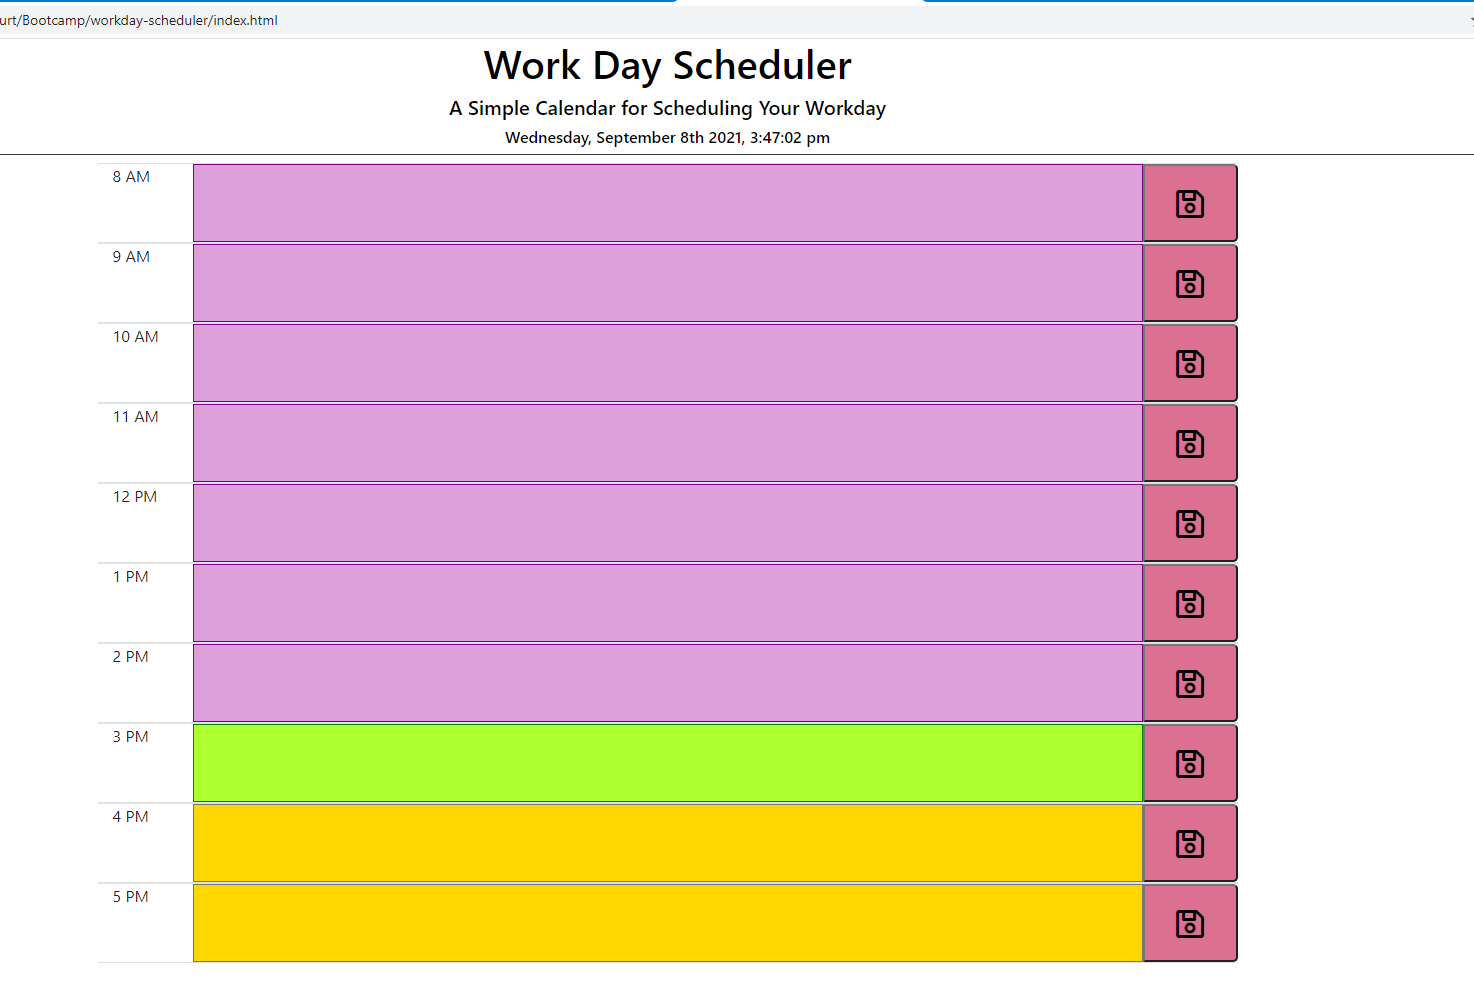 urt/Bootcamp/workday-scheduler/index.html
Work Day Scheduler
A Simple Calendar for Scheduling Your Workday
Wednesday, September 8th 2021, 3:47:02 pm
8 AM
9 AM
10 AM
11 AM
12 PM
1 PM
2 PM
3 PM
4 PM
5 PM